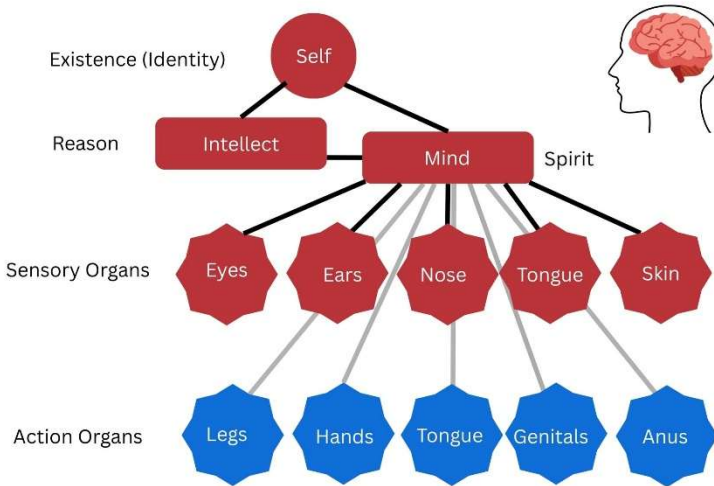 Existence (Identity) Self
Reason Intellect Mind Spirit
Sensory Organs Eyes Ears Nose Tongue Skin
Action Organs Legs Hands Tongue Genitals Anus